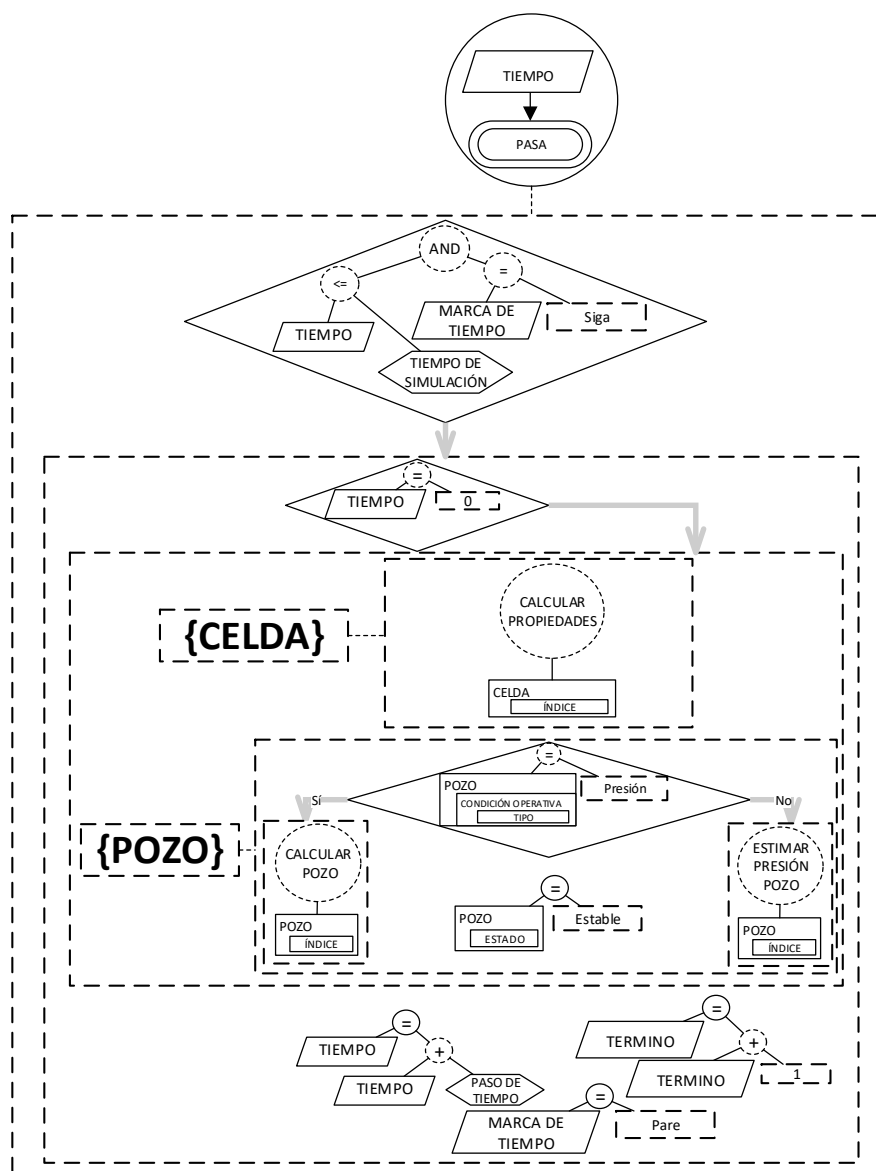 TIEMPO
PASA
AND
<=
=
TIEMPO
MARCA DE
TIEMPO
Siga
TIEMPO DE
SIMULACIÓN
=
TIEMPO
0
{CELDA}
CALCULAR
PROPIEDADES
CELDA
ÍNDICE
=
POZO
CONDICIÓN OPERATIVA
TIPO
Presión
Sí
No
{POZO}
CALCULAR
POZO
POZO
ÍNDICE
=
POZO
ESTADO
Estable
ESTIMAR
PRESIÓN
POZO
POZO
ÍNDICE
=
TIEMPO
+
TIEMPO
PASO DE
TIEMPO
=
TERMINO
+
TERMINO
1
=
MARCA DE
TIEMPO
Pare